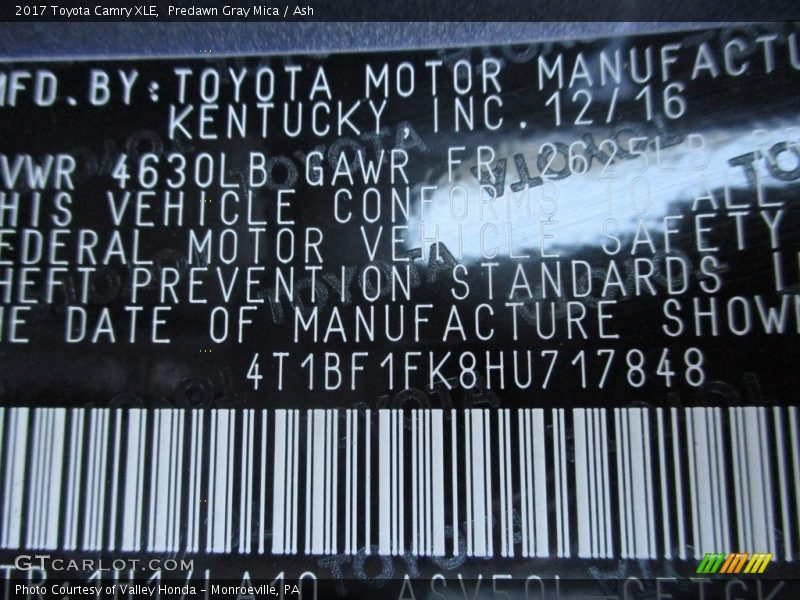 2017 Toyota Camry XLE,  Predawn Gray Mica / Ash
MFD.BY:TOYOTA MOTOR MANUFACTU
KENTUCKY, INC. 12/16
VWR 4630LB GAWR FR 2625LB
HIS VEHICLE CONFORMS TO ALL
EDERAL MOTOR VEHICLE SAFETY
HEFT PREVENTION STANDARDS
HE DATE OF MANUFACTURE SHOWN
4T1BF1FK8HU717848
GTcarlot.com
Photo Courtesy of Valley Honda - Monroeville, PA